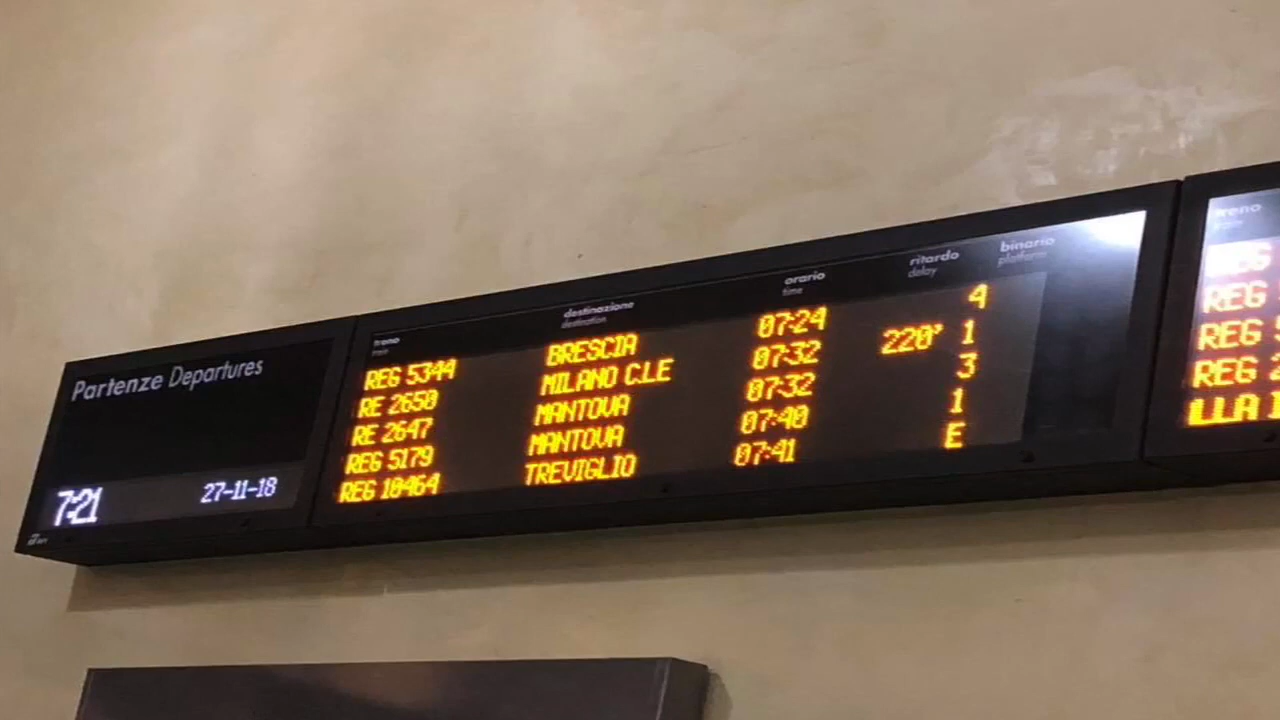 Partenze Departures
7:21 27-11-18
treno destinazione orario ritardo binario
train destination time delay platform
REG 5344 BRESCIA 07:24 4
RE 2650 MILANO C.LE 07:32 220' 1
RE 2647 MANTOVA 07:32 3
REG 5179 MANTOVA 07:40 1
REG 10464 TREVIGLIO 07:41 E
treno
train
REG
REG
REG
REG